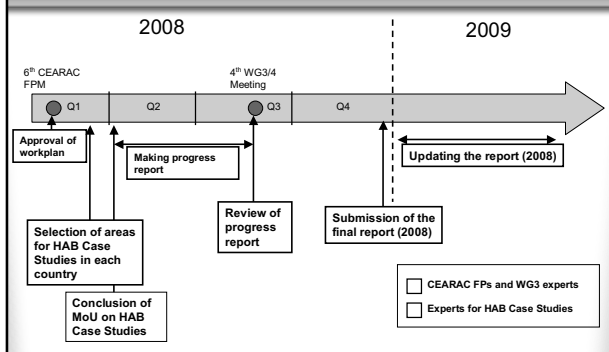 2008
2009
6th CEARAC
FPM
4th WG3/4
Meeting
Q1
Q2
Q3
Q4
Approval of
workplan
Making progress
report
Updating the report (2008)
Selection of areas
for HAB Case
Studies in each
country
Review of
progress
report
Submission of the
final report (2008)
Conclusion of
MoU on HAB
Case Studies
CEARAC FPs and WG3 experts
Experts for HAB Case Studies